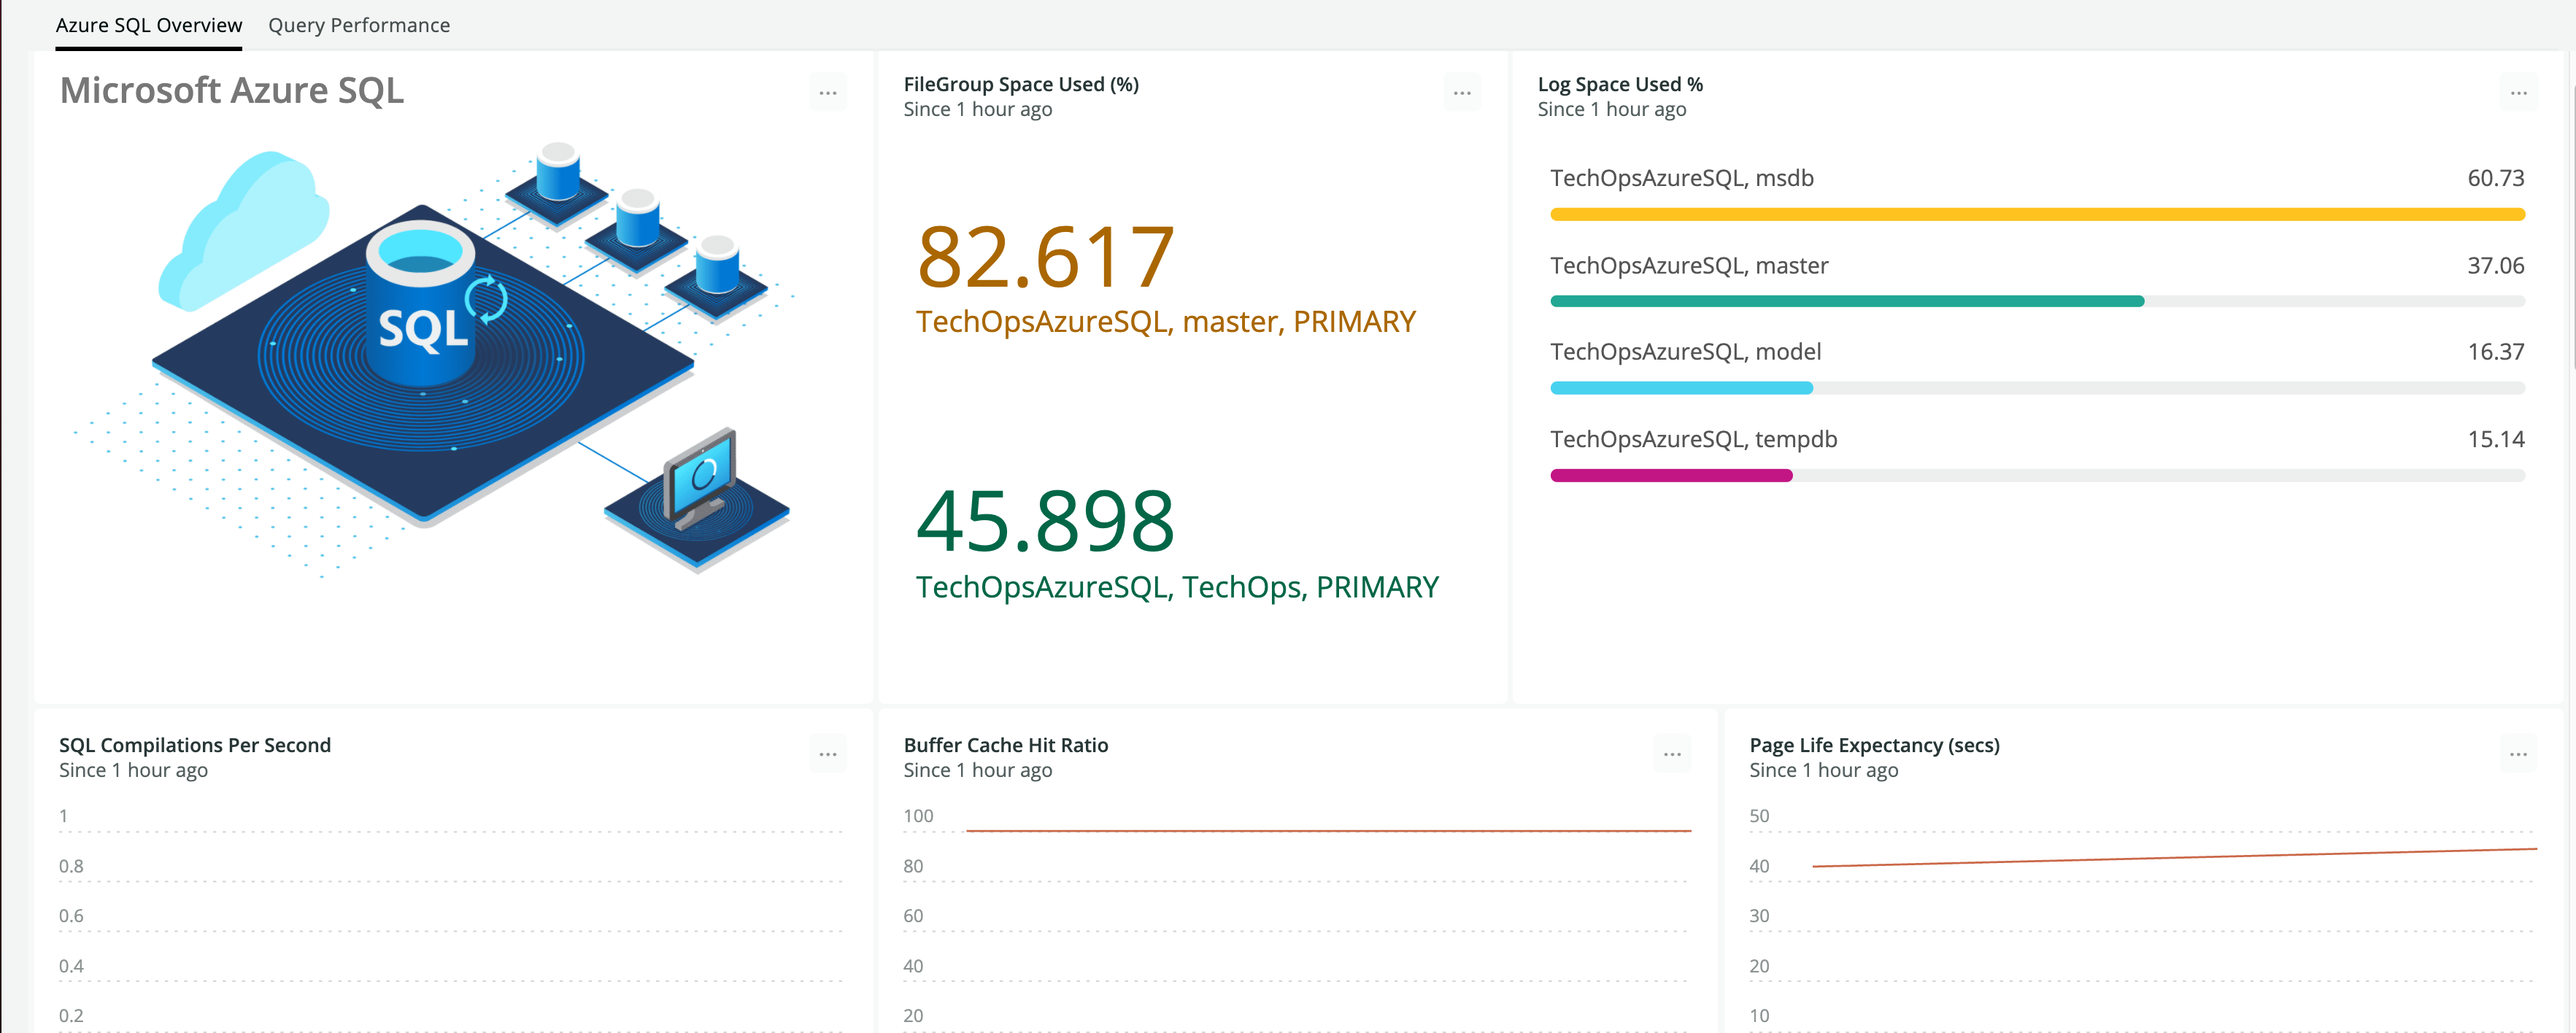 Azure SQL Overview
Query Performance
Microsoft Azure SQL
...
SQL
FileGroup Space Used (%)
Since 1 hour ago
...
82.617
TechOpsAzureSQL, master, PRIMARY
45.898
TechOpsAzureSQL, TechOps, PRIMARY
Log Space Used %
Since 1 hour ago
...
TechOpsAzureSQL, msdb 60.73
TechOpsAzureSQL, master 37.06
TechOpsAzureSQL, model 16.37
TechOpsAzureSQL, tempdb 15.14
SQL Compilations Per Second
Since 1 hour ago
...
1
0.8
0.6
0.4
0.2
Buffer Cache Hit Ratio
Since 1 hour ago
...
100
80
60
40
20
Page Life Expectancy (secs)
Since 1 hour ago
...
50
40
30
20
10